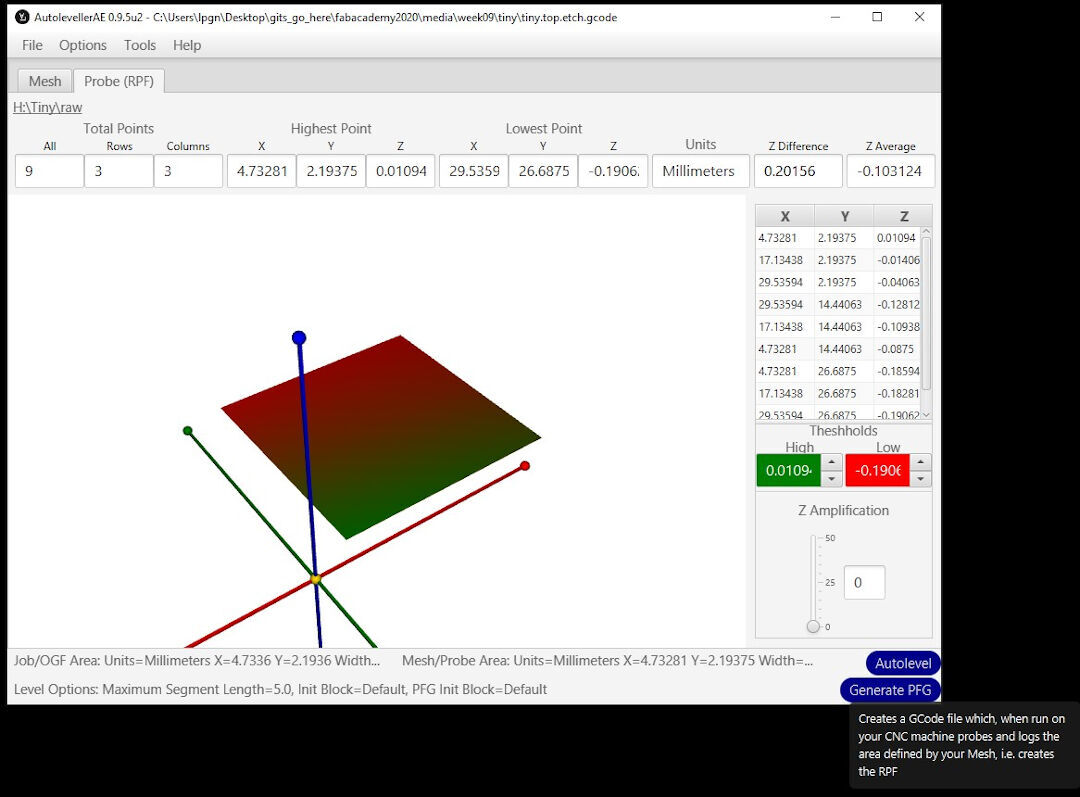 AutolevellerAE 0.9.5u2 - C:\Users\lpgn\Desktop\gits_go_here\fabacademy2020\media\week09\tiny\tiny.top.etch.gcode
File Options Tools Help
Mesh Probe (RPF)
H:\Tiny\raw
Total Points Highest Point Lowest Point
All Rows Columns X Y Z X Y Z Units Z Difference Z Average
9 3 3 4.73281 2.19375 0.01094 29.5359 26.6875 -0.1906 Millimeters 0.20156 -0.103124
X Y Z
4.73281 2.19375 0.01094
17.13438 2.19375 -0.01406
29.53594 2.19375 -0.04063
29.53594 14.44063 -0.12812
17.13438 14.44063 -0.10938
4.73281 14.44063 -0.0875
4.73281 26.6875 -0.18594
17.13438 26.6875 -0.18281
29.53594 26.6875 -0.19062
Theshholds
High Low
0.0109 -0.1906
Z Amplification
50
25
0
0
Job/OGF Area: Units=Millimeters X=4.7336 Y=2.1936 Width... Mesh/Probe Area: Units=Millimeters X=4.73281 Y=2.19375 Width=...
Autolevel
Level Options: Maximum Segment Length=5.0, Init Block=Default, PFG Init Block=Default
Generate PFG
Creates a GCode file which, when run on
your CNC machine probes and logs the
area defined by your Mesh, i.e. creates
the RPF